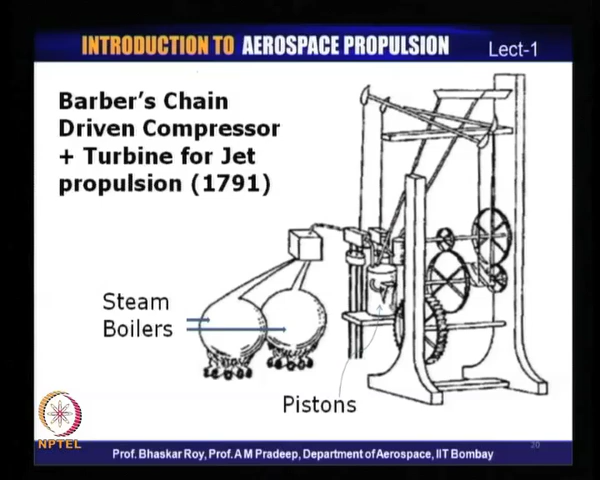 INTRODUCTION TO AEROSPACE PROPULSION
Lect-1
Barber's Chain
Driven Compressor
+ Turbine for Jet
propulsion (1791)
Steam
Boilers
Pistons
NPTEL
20
Prof. Bhaskar Roy, Prof. A M Pradeep, Department of Aerospace, IIT Bombay